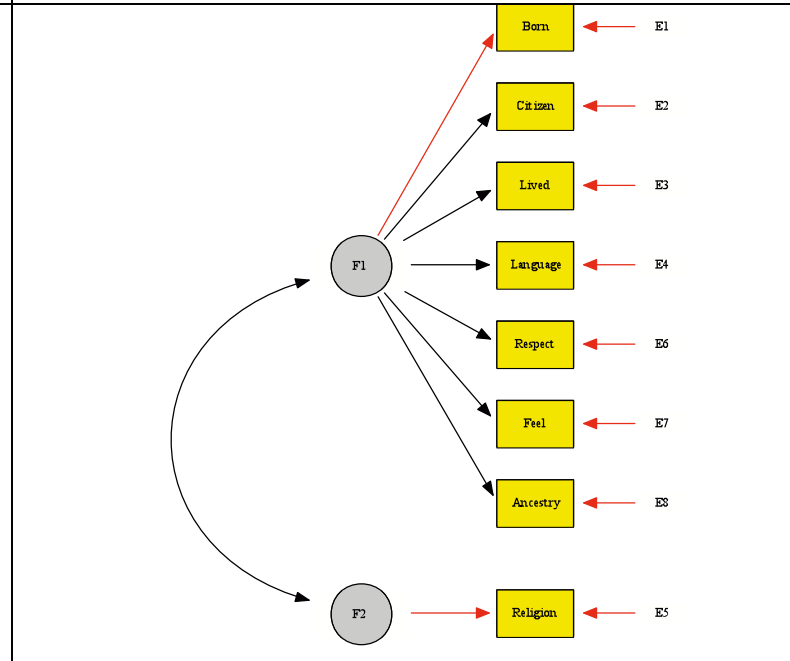 Born E1
Citizen E2
Lived E3
F1 Language E4
Respect E6
Feel E7
Ancestry E8
F2 Religion E5